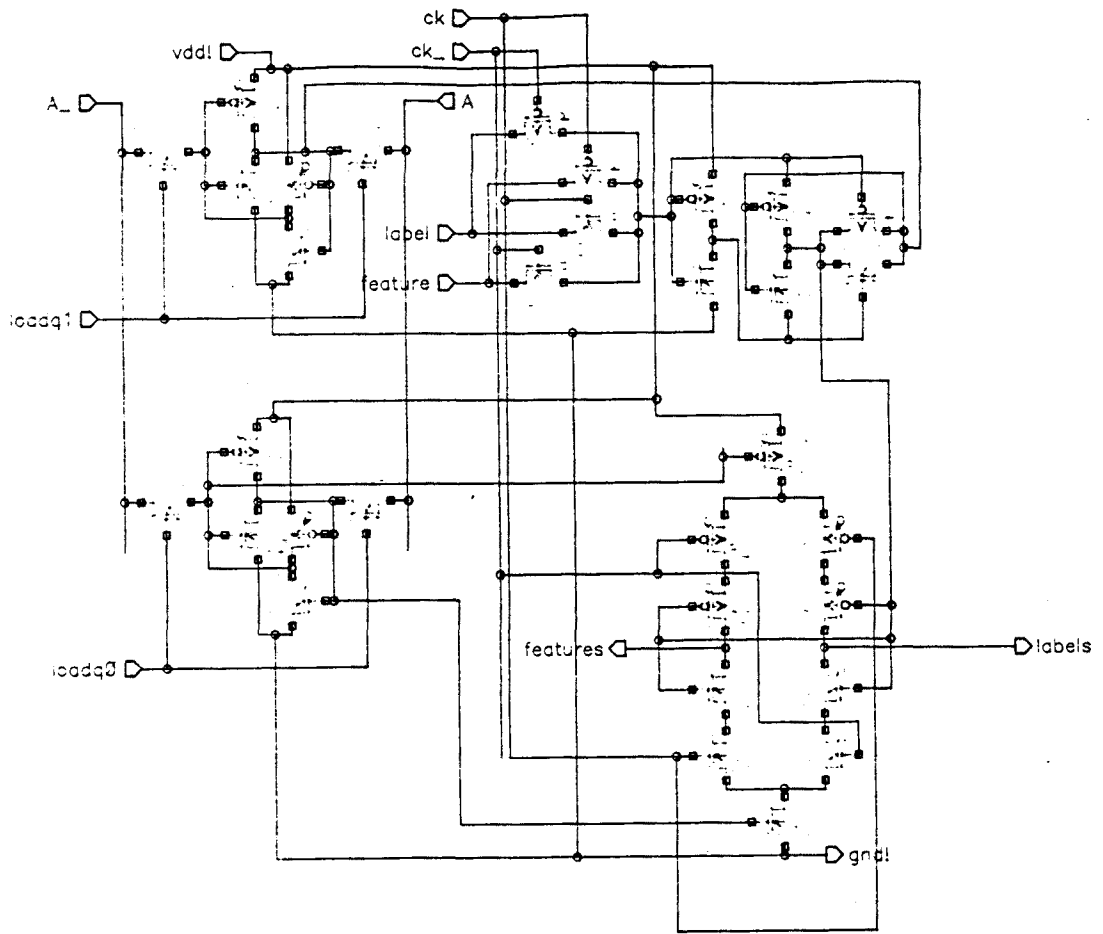 ck
ck_
vdd!
A_
A
label
feature
loadq1
features
labels
loadq0
gnd!